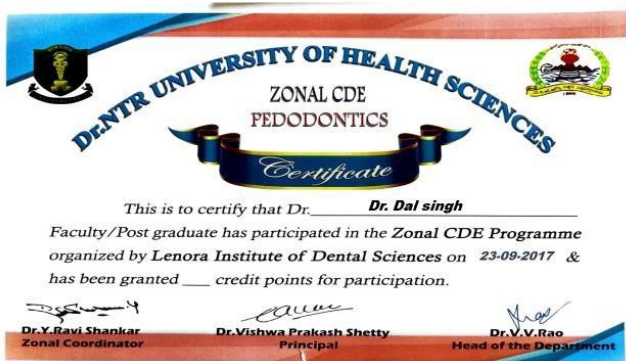 Dr.NTR UNIVERSITY OF HEALTH SCIENCES
ZONAL CDE
PEDODONTICS
Certificate
This is to certify that Dr. Dr. Dal singh
Faculty/Post graduate has participated in the Zonal CDE Programme
organized by Lenora Institute of Dental Sciences on 23-09-2017 &
has been granted ___ credit points for participation.
Dr.Y.Ravi Shankar
Zonal Coordinator
Dr.Vishwa Prakash Shetty
Principal
Dr.V.V.Rao
Head of the Department